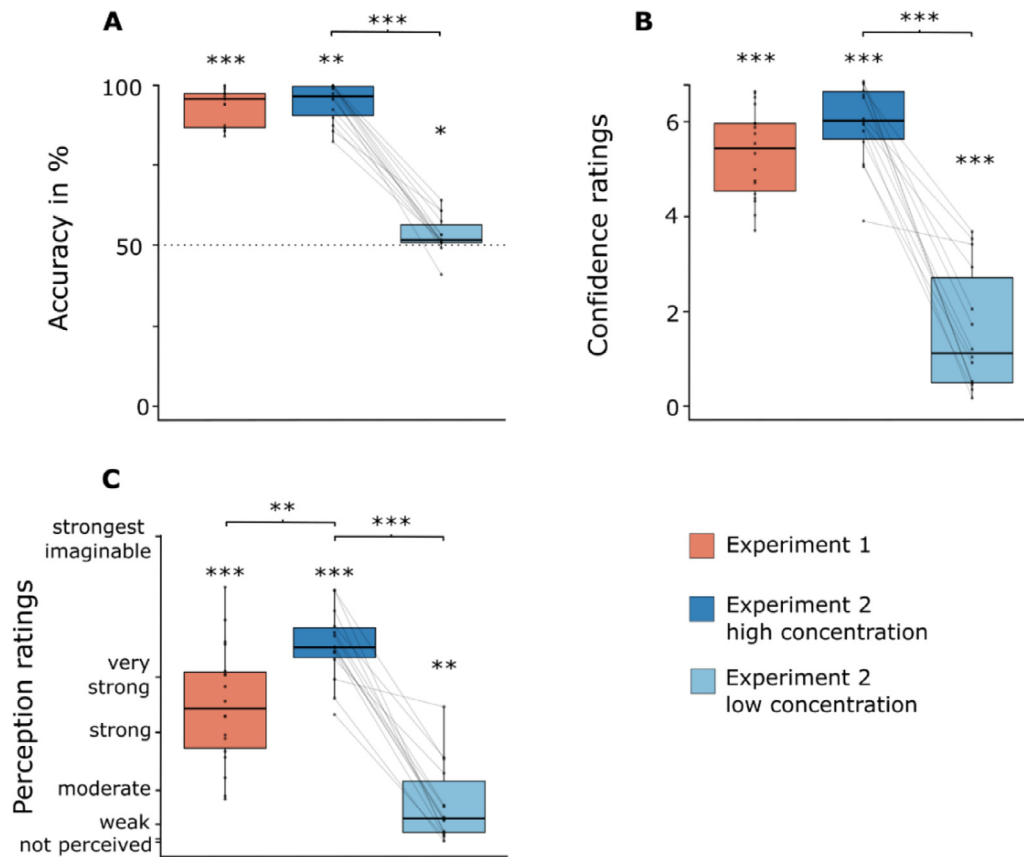 A
***
***
**
*
100
50
0
Accuracy in %
B
***
***
***
***
6
4
2
0
Confidence ratings
C
**
***
***
***
**
strongest
imaginable
very
strong
strong
moderate
weak
not perceived
Perception ratings
Experiment 1
Experiment 2
high concentration
Experiment 2
low concentration